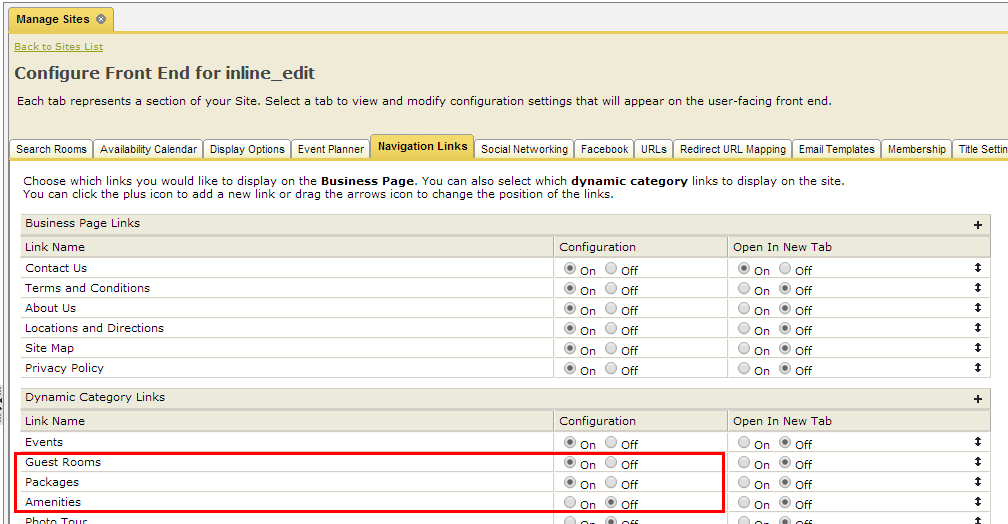 Manage Sites
Back to Sites List
Configure Front End for inline_edit
Each tab represents a section of your Site. Select a tab to view and modify configuration settings that will appear on the user-facing front end.
Search Rooms Availability Calendar Display Options Event Planner Navigation Links Social Networking Facebook URLs Redirect URL Mapping Email Templates Membership Title Settin
Choose which links you would like to display on the Business Page. You can also select which dynamic category links to display on the site.
You can click the plus icon to add a new link or drag the arrows icon to change the position of the links.
Business Page Links +
Link Name Configuration Open In New Tab
Contact Us On Off On Off
Terms and Conditions On Off On Off
About Us On Off On Off
Locations and Directions On Off On Off
Site Map On Off On Off
Privacy Policy On Off On Off
Dynamic Category Links +
Link Name Configuration Open In New Tab
Events On Off On Off
Guest Rooms On Off On Off
Packages On Off On Off
Amenities On Off On Off
Photo Tour On Off On Off